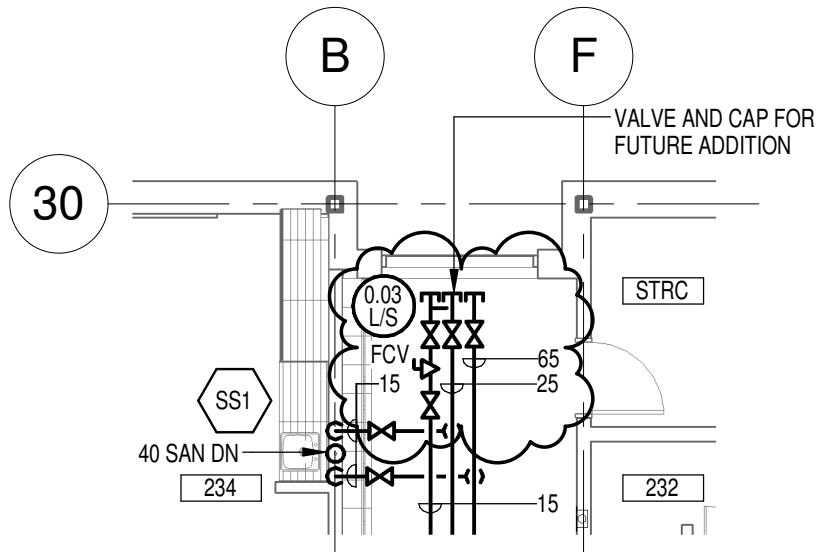 B
F
VALVE AND CAP FOR
FUTURE ADDITION
30
0.03
L/S
STRC
FCV
65
15
25
SS1
40 SAN DN
234
232
15